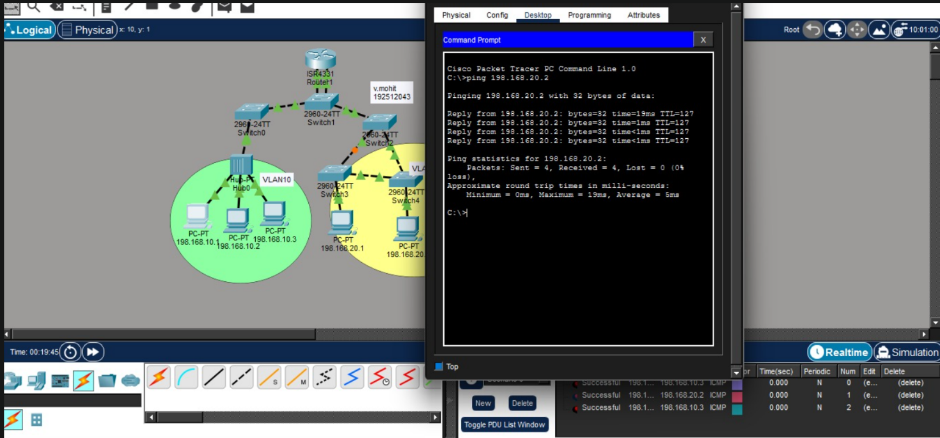 Logical
Physical
x: 10, y: 1
Root
10:01:00
ISR4331
Router1
v.mohit
192512043
2960-24TT
Switch1
2960-24TT
Switch0
2960-24TT
Switch2
Hub-PT
Hub0
VLAN10
2960-24TT
Switch3
2960-24TT
Switch4
PC-PT
198.168.10.1
PC-PT
198.168.10.2
PC-PT
198.168.10.3
PC-PT
198.168.20.1
PC-PT
Physical Config Desktop Programming Attributes
Command Prompt
X
Cisco Packet Tracer PC Command Line 1.0
C:\>ping 198.168.20.2
Pinging 198.168.20.2 with 32 bytes of data:
Reply from 198.168.20.2: bytes=32 time=19ms TTL=127
Reply from 198.168.20.2: bytes=32 time=1ms TTL=127
Reply from 198.168.20.2: bytes=32 time<1ms TTL=127
Reply from 198.168.20.2: bytes=32 time<1ms TTL=127
Ping statistics for 198.168.20.2:
Packets: Sent = 4, Received = 4, Lost = 0 (0%
loss),
Approximate round trip times in milli-seconds:
Minimum = 0ms, Maximum = 19ms, Average = 5ms
C:\>
Top
Time: 00:19:45
Realtime
Simulation
New
Delete
Toggle PDU List Window
Time(sec) Periodic Num Edit Delete
Successful 198.1... 198.168.10.3 ICMP 0.000 N 0 (e... (delete)
Successful 198.1... 198.168.20.2 ICMP 0.000 N 1 (e... (delete)
Successful 198.1... 198.168.10.3 ICMP 0.000 N 2 (e... (delete)